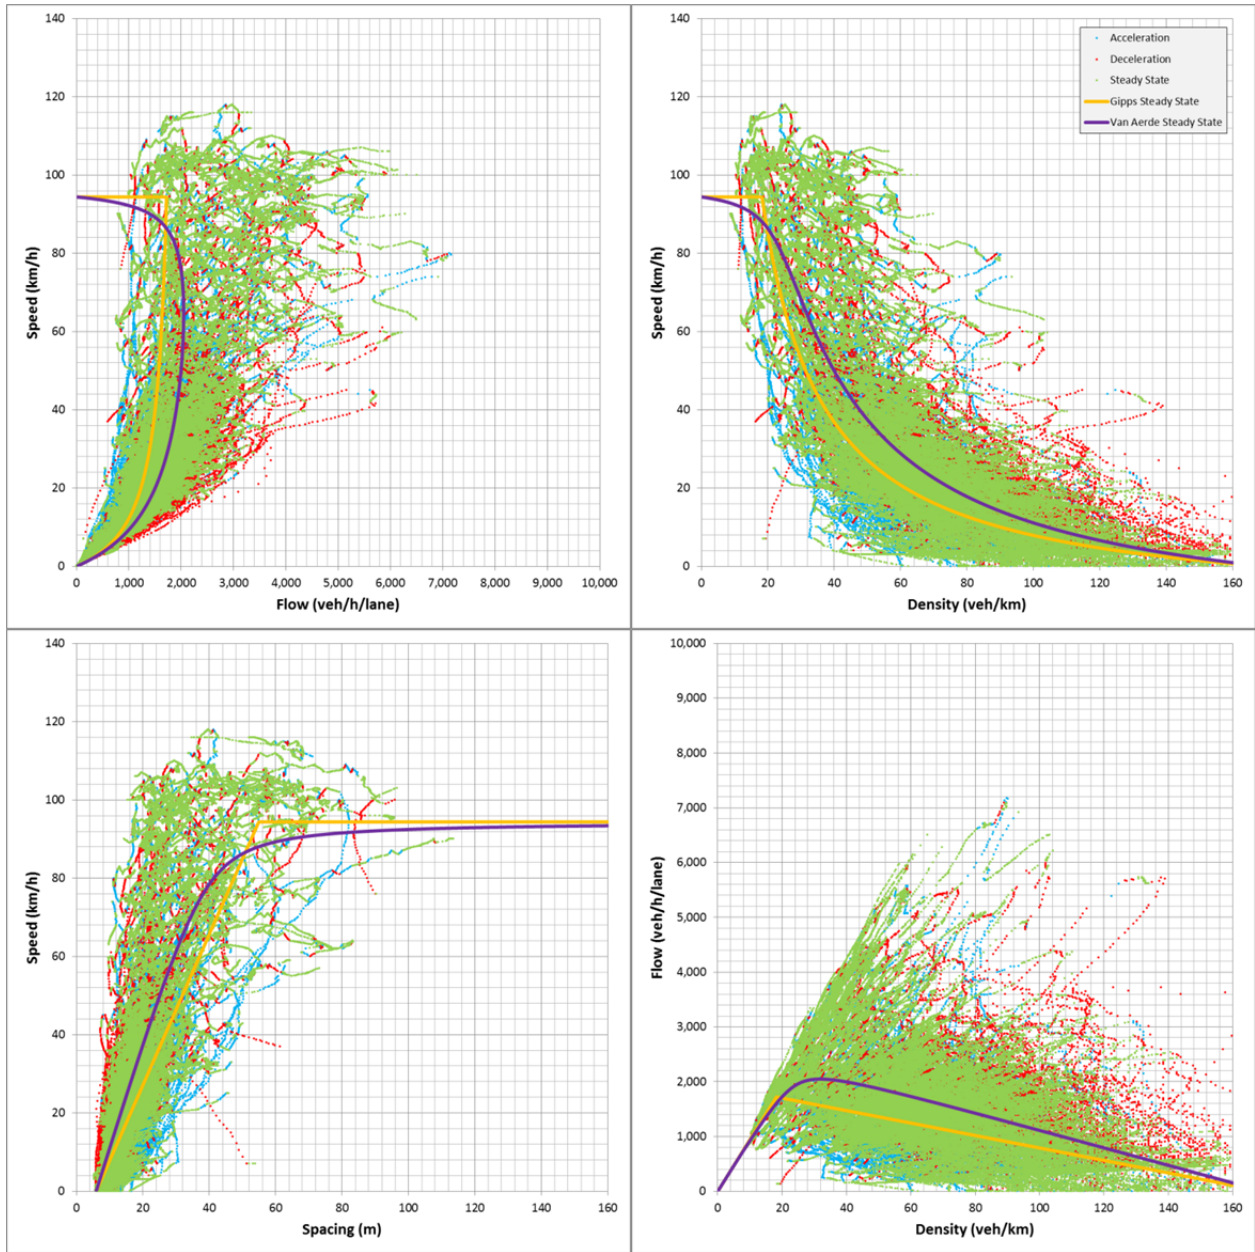 140
120
100
80
60
40
20
0
Speed (km/h)
0 1,000 2,000 3,000 4,000 5,000 6,000 7,000 8,000 9,000 10,000
Flow (veh/h/lane)
140
120
100
80
60
40
20
0
Speed (km/h)
Acceleration
Deceleration
Steady State
Gipps Steady State
Van Aerde Steady State
0 20 40 60 80 100 120 140 160
Density (veh/km)
140
120
100
80
60
40
20
0
Speed (km/h)
0 20 40 60 80 100 120 140 160
Spacing (m)
10,000
9,000
8,000
7,000
6,000
5,000
4,000
3,000
2,000
1,000
0
Flow (veh/h/lane)
0 20 40 60 80 100 120 140 160
Density (veh/km)